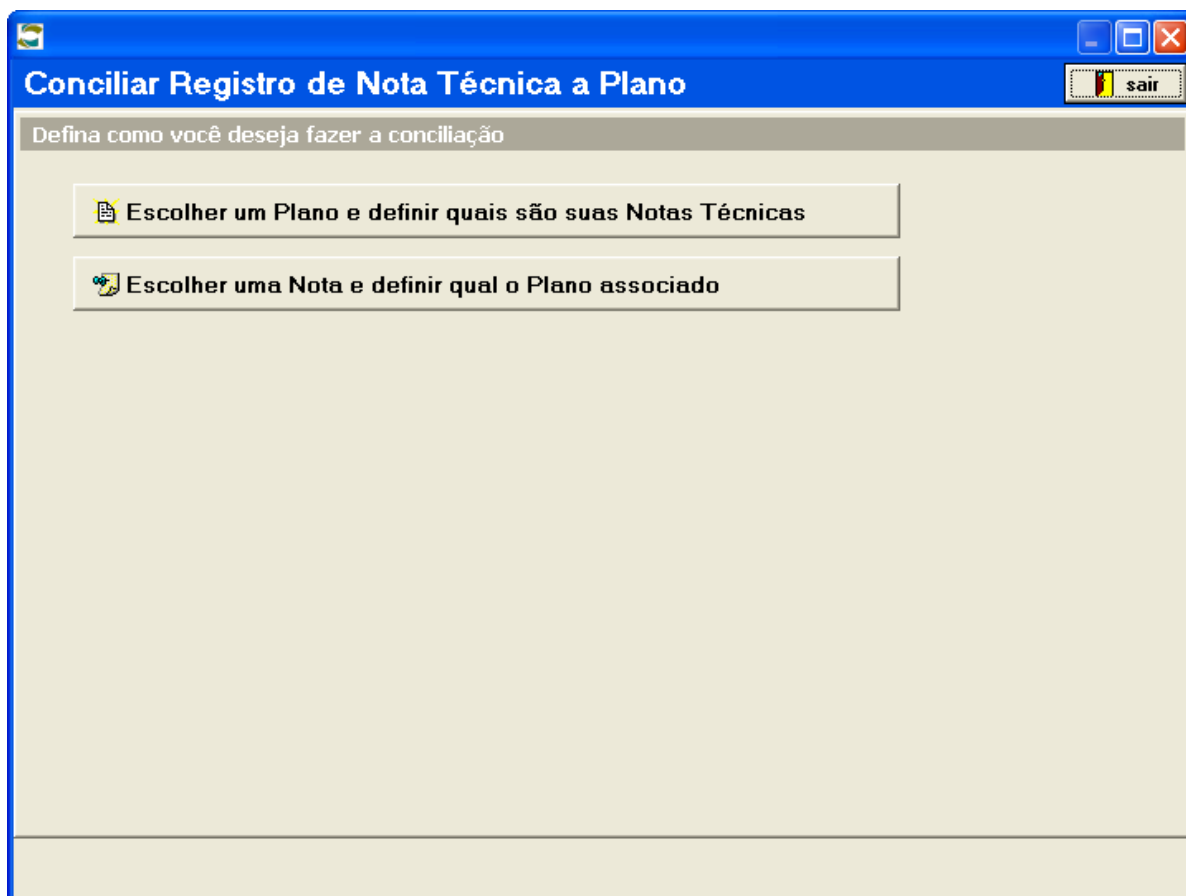 Conciliar Registro de Nota Técnica a Plano
sair
Defina como você deseja fazer a conciliação
Escolher um Plano e definir quais são suas Notas Técnicas
Escolher uma Nota e definir qual o Plano associado